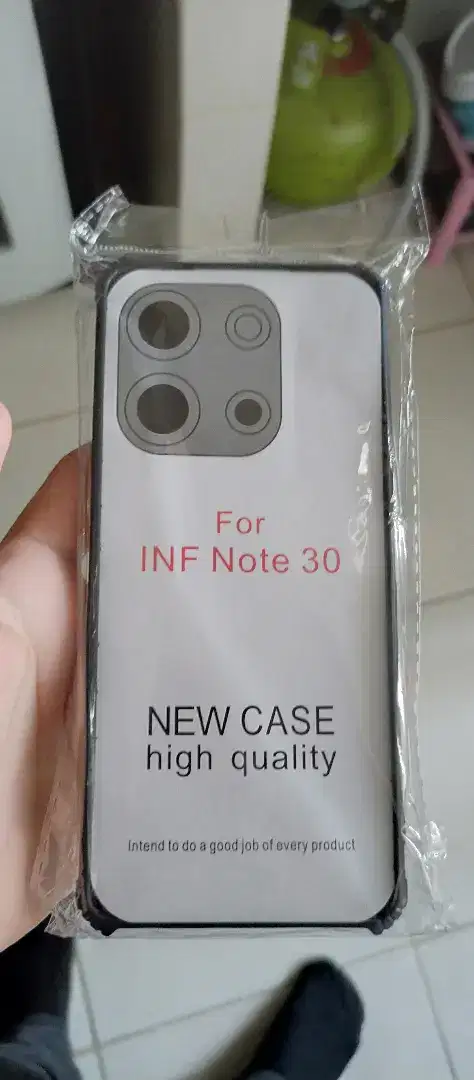 For
INF Note 30
NEW CASE
high quality
Intend to do a good job of every product